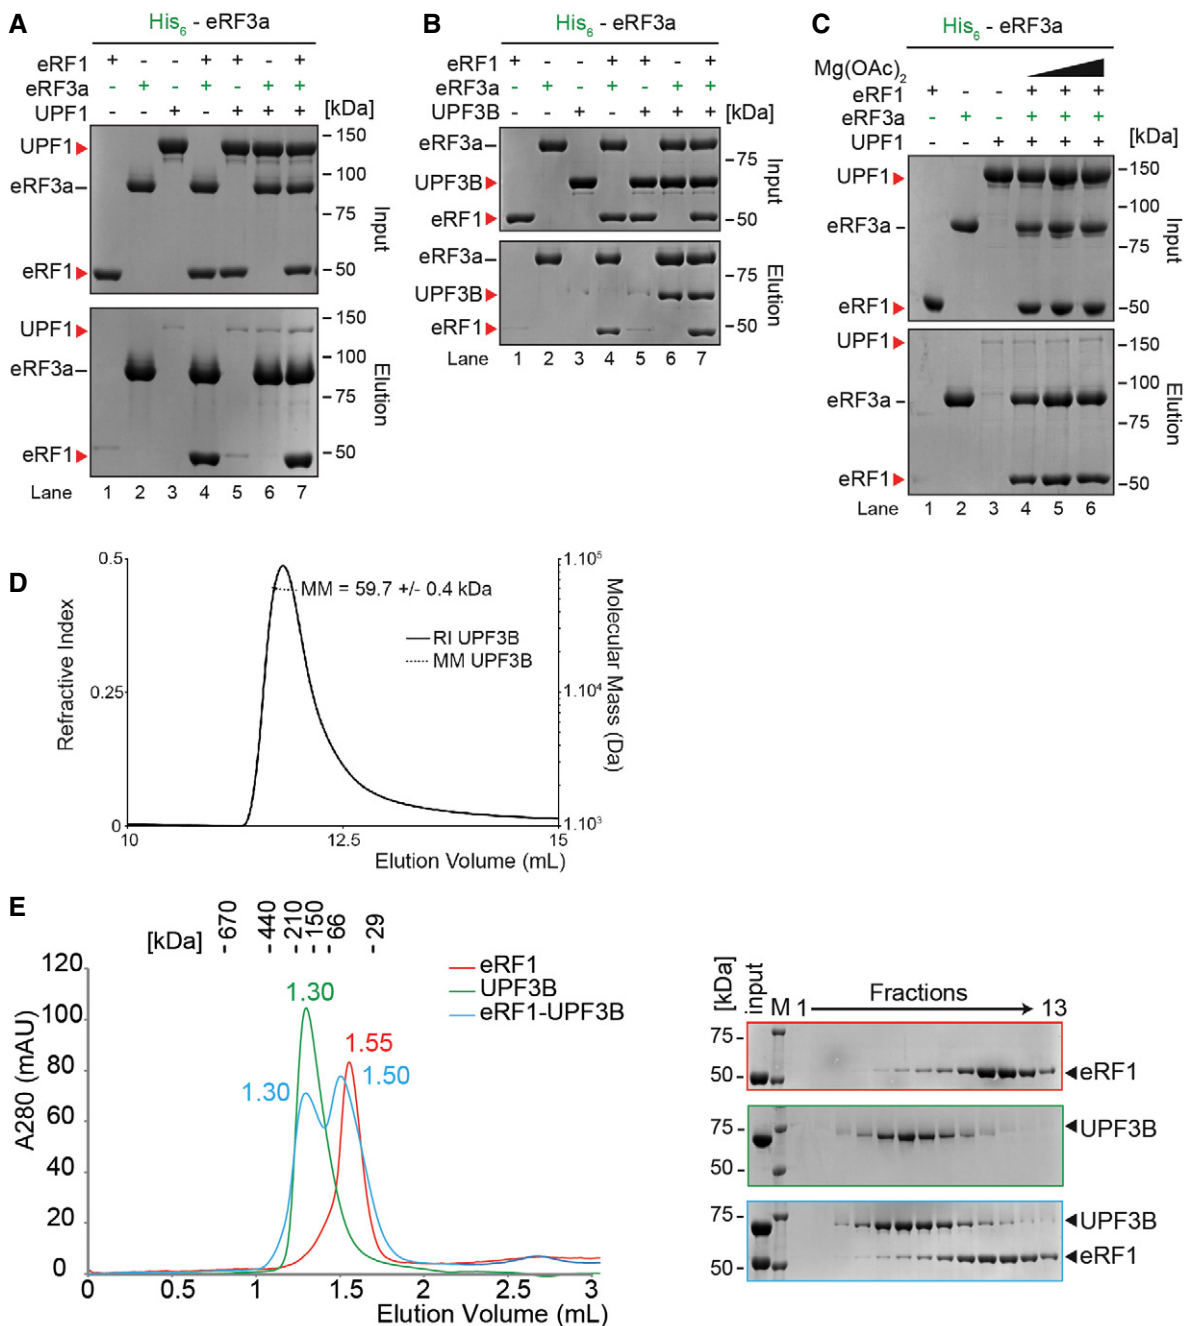 A
His6 - eRF3a
eRF1 + - - + + - +
eRF3a - + - + - + +
UPF1 - - + - + + + [kDa]
UPF1
eRF3a
eRF1
-150
-100
-75
-50
Input
UPF1
eRF3a
eRF1
-150
-100
-75
-50
Elution
Lane 1 2 3 4 5 6 7
B
His6 - eRF3a
eRF1 + - - + + - +
eRF3a - + - + - + +
UPF3B - - + - + + + [kDa]
eRF3a
UPF3B
eRF1
-75
-50
Input
eRF3a
UPF3B
eRF1
-75
-50
Elution
Lane 1 2 3 4 5 6 7
C
His6 - eRF3a
Mg(OAc)2
eRF1 + - - + + +
eRF3a - + - + + +
UPF1 - - + + + + [kDa]
UPF1
eRF3a
eRF1
-150
-100
-75
-50
Input
UPF1
eRF3a
eRF1
-150
-100
-75
-50
Elution
Lane 1 2 3 4 5 6
D
Refractive Index
0.5
0.25
0
MM = 59.7 +/- 0.4 kDa
RI UPF3B
MM UPF3B
1.10^5
1.10^4
1.10^3
Molecular Mass (Da)
10 12.5 15
Elution Volume (mL)
E
[kDa] -670 -440 -210 -150 -66 -29
A280 (mAU)
120
100
80
60
40
20
0
eRF1
UPF3B
eRF1-UPF3B
1.30
1.55
1.30
1.50
0 0.5 1 1.5 2 2.5 3
Elution Volume (mL)
[kDa] input M 1 Fractions 13
75-
50-
eRF1
75-
50-
UPF3B
75-
50-
UPF3B
eRF1